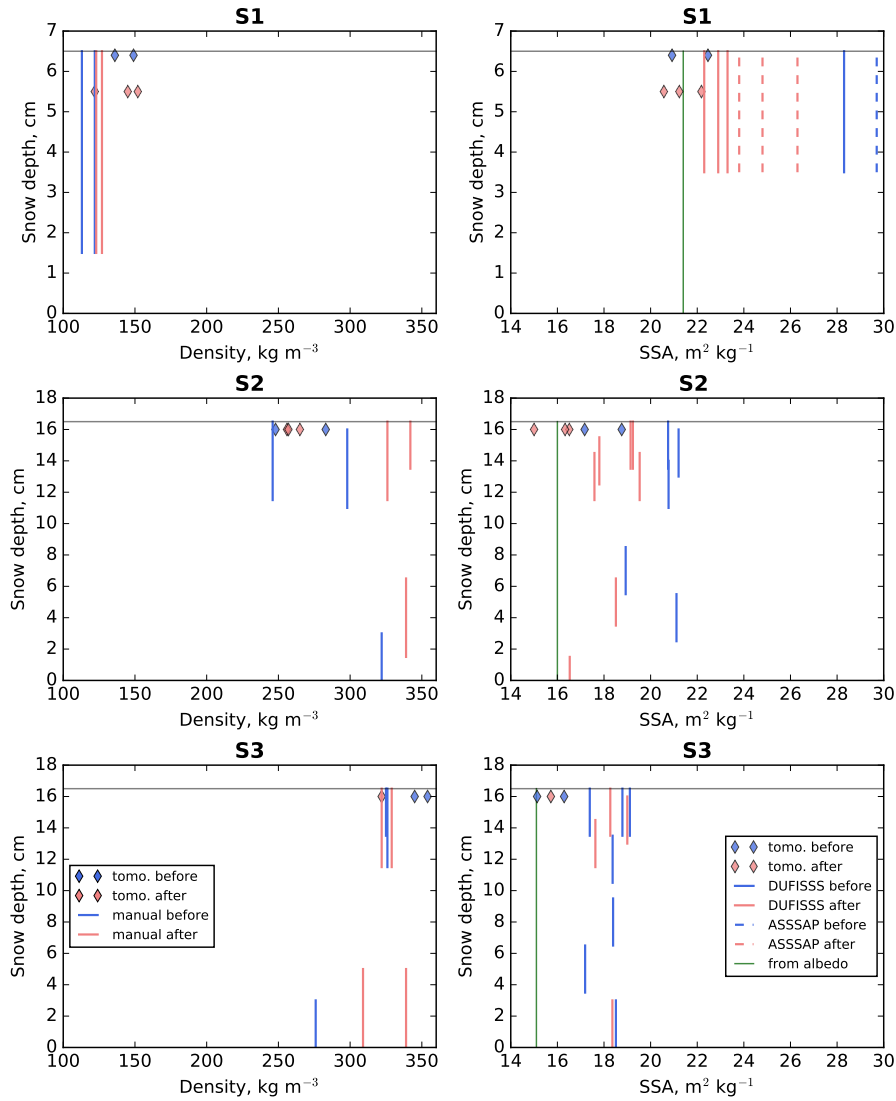 S1
7
6
5
4
3
2
1
0
Snow depth, cm
100 150 200 250 300 350
Density, kg m⁻³
S1
7
6
5
4
3
2
1
0
Snow depth, cm
14 16 18 20 22 24 26 28 30
SSA, m² kg⁻¹
S2
18
16
14
12
10
8
6
4
2
0
Snow depth, cm
100 150 200 250 300 350
Density, kg m⁻³
S2
18
16
14
12
10
8
6
4
2
0
Snow depth, cm
14 16 18 20 22 24 26 28 30
SSA, m² kg⁻¹
S3
18
16
14
12
10
8
6
4
2
0
Snow depth, cm
tomo. before
tomo. after
manual before
manual after
100 150 200 250 300 350
Density, kg m⁻³
S3
18
16
14
12
10
8
6
4
2
0
Snow depth, cm
tomo. before
tomo. after
DUFISSS before
DUFISSS after
ASSSAP before
ASSSAP after
from albedo
14 16 18 20 22 24 26 28 30
SSA, m² kg⁻¹